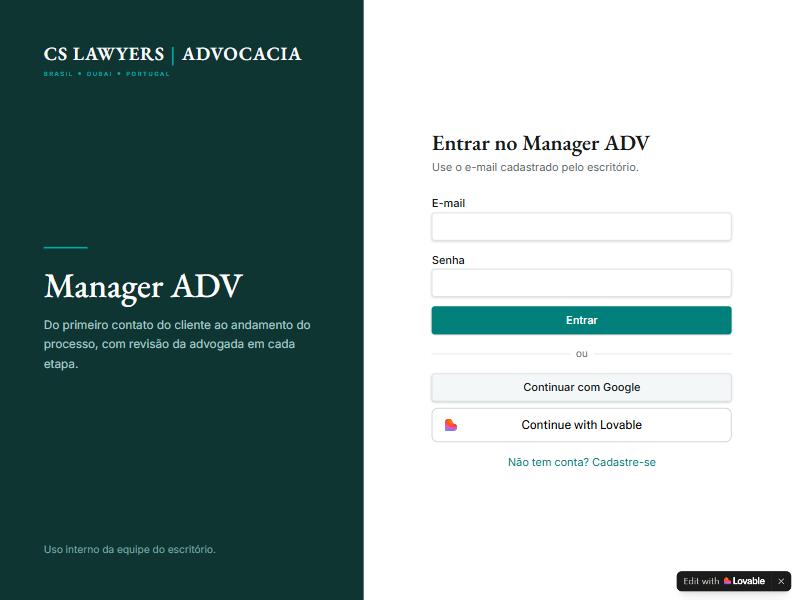 CS LAWYERS | ADVOCACIA
BRASIL • DUBAI • PORTUGAL
Manager ADV
Do primeiro contato do cliente ao andamento do
processo, com revisão da advogada em cada
etapa.
Uso interno da equipe do escritório.
Entrar no Manager ADV
Use o e-mail cadastrado pelo escritório.
E-mail
Senha
Entrar
ou
Continuar com Google
Continue with Lovable
Não tem conta? Cadastre-se
Edit with Lovable ×